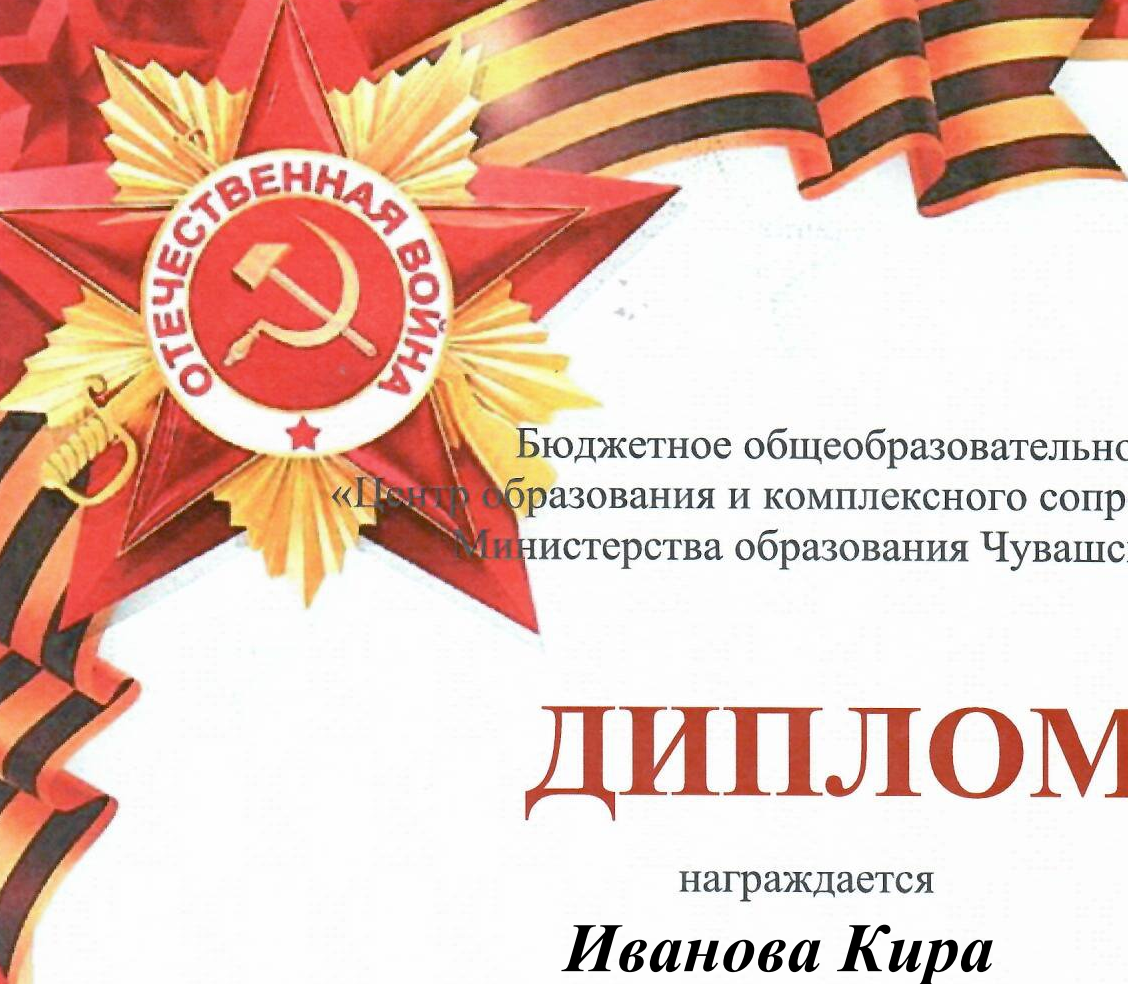 ОТЕЧЕСТВЕННАЯ ВОЙНА
Бюджетное общеобразовательно
«Центр образования и комплексного сопр
Министерства образования Чувашс
ДИПЛОМ
награждается
Иванова Кира